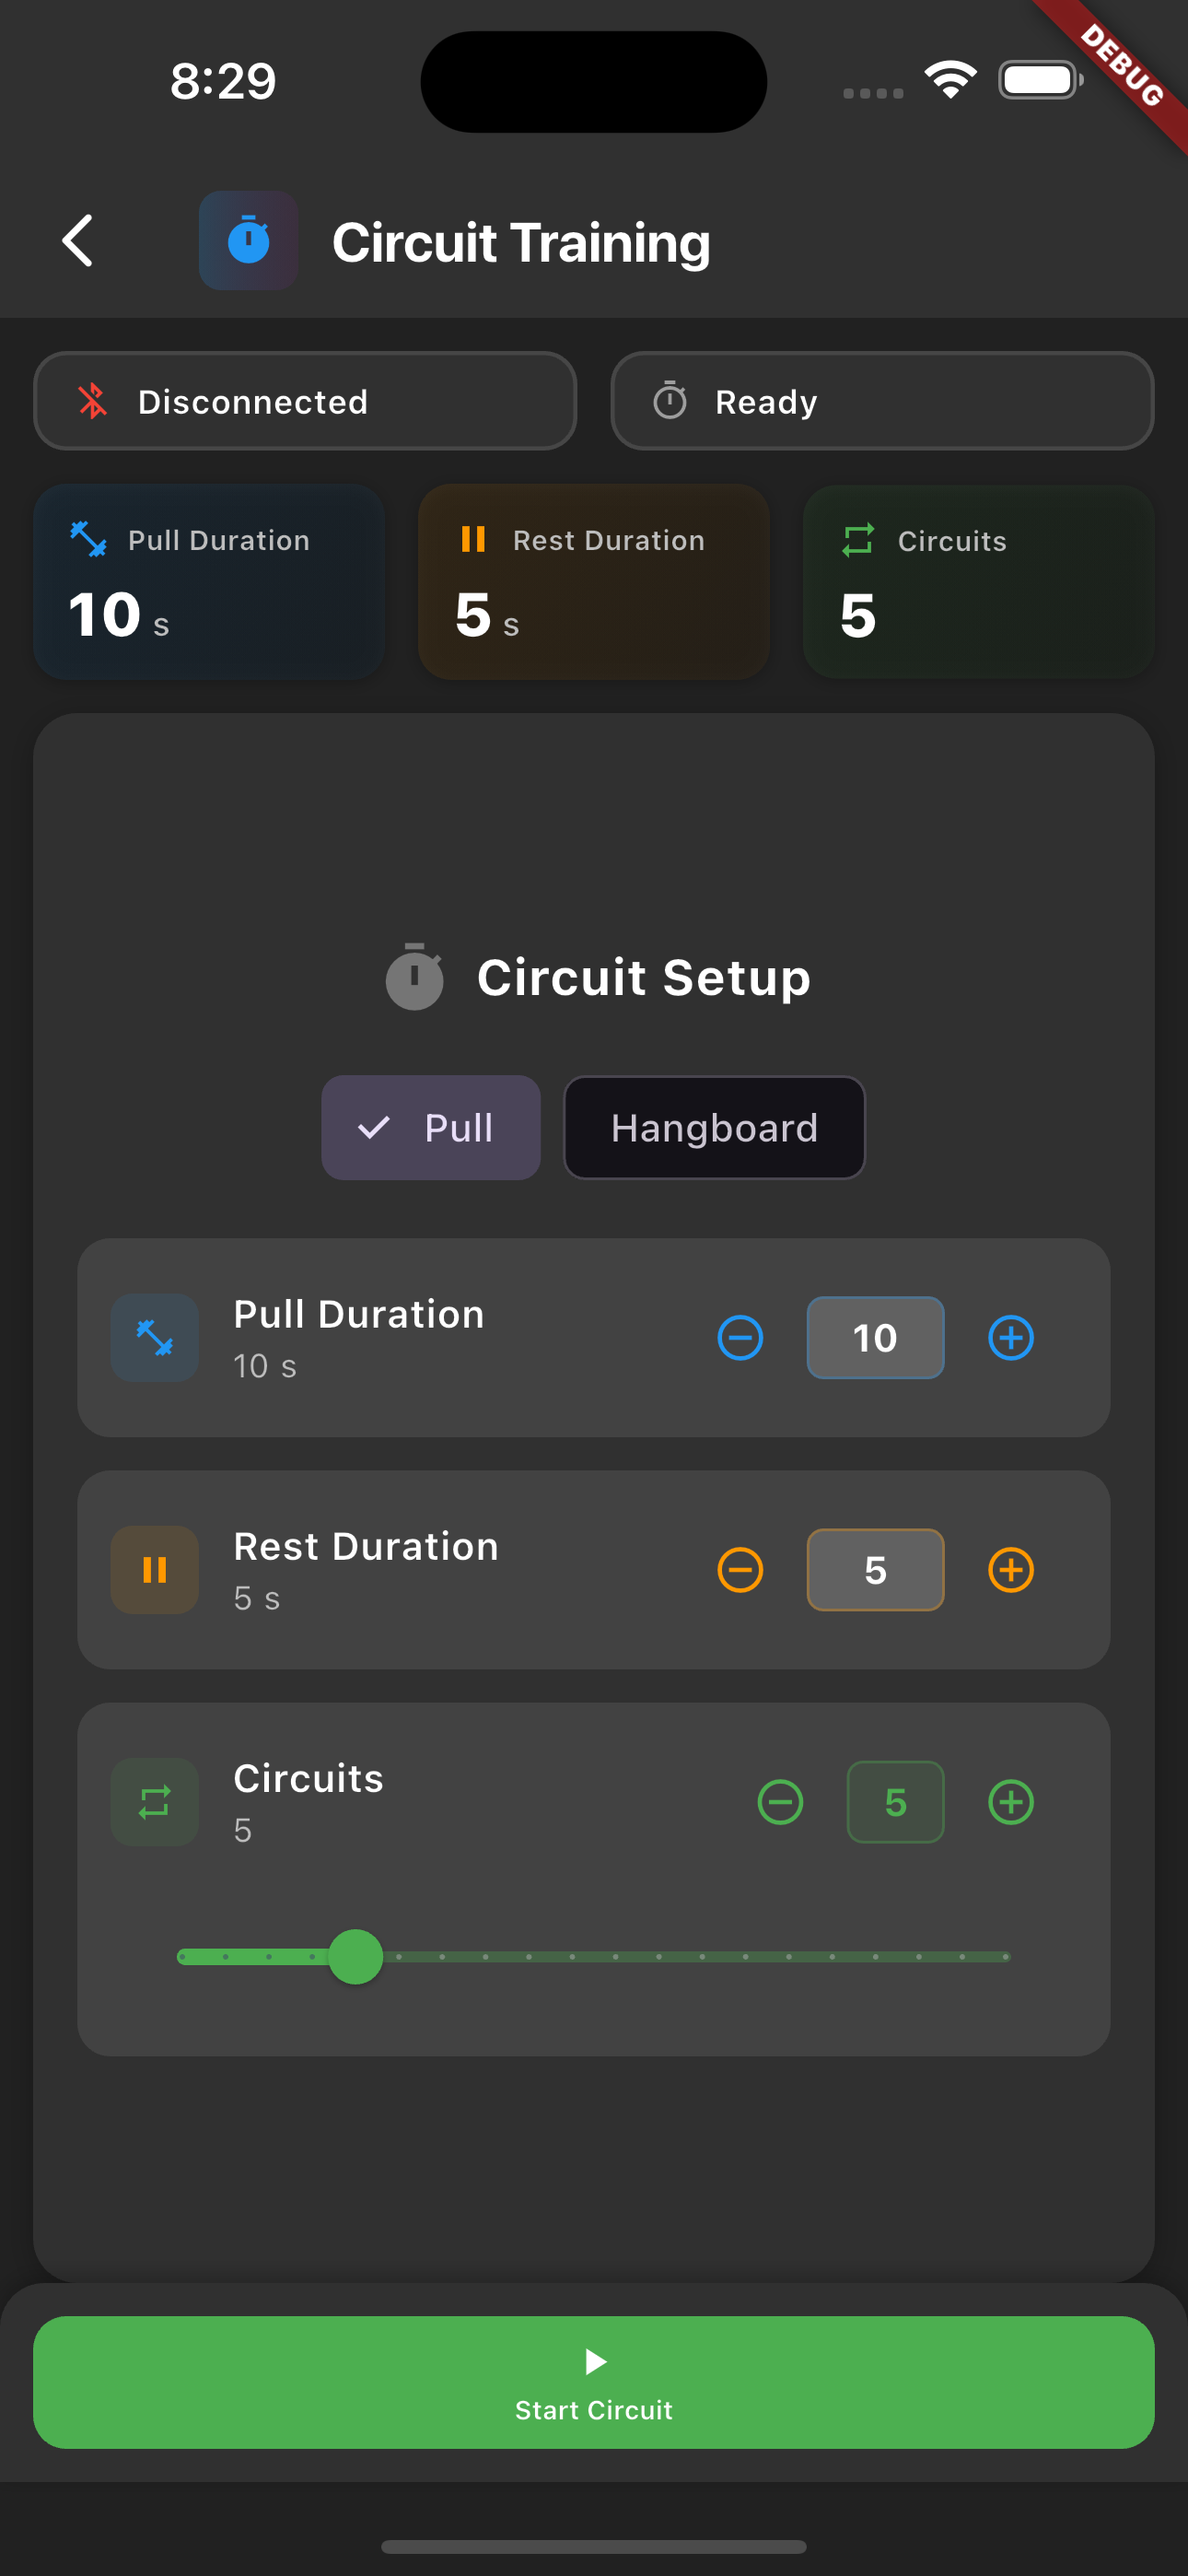 8:29
DEBUG
Circuit Training
Disconnected
Ready
Pull Duration
10 s
Rest Duration
5 s
Circuits
5
Circuit Setup
Pull
Hangboard
Pull Duration
10 s
10
Rest Duration
5 s
5
Circuits
5
5
Start Circuit